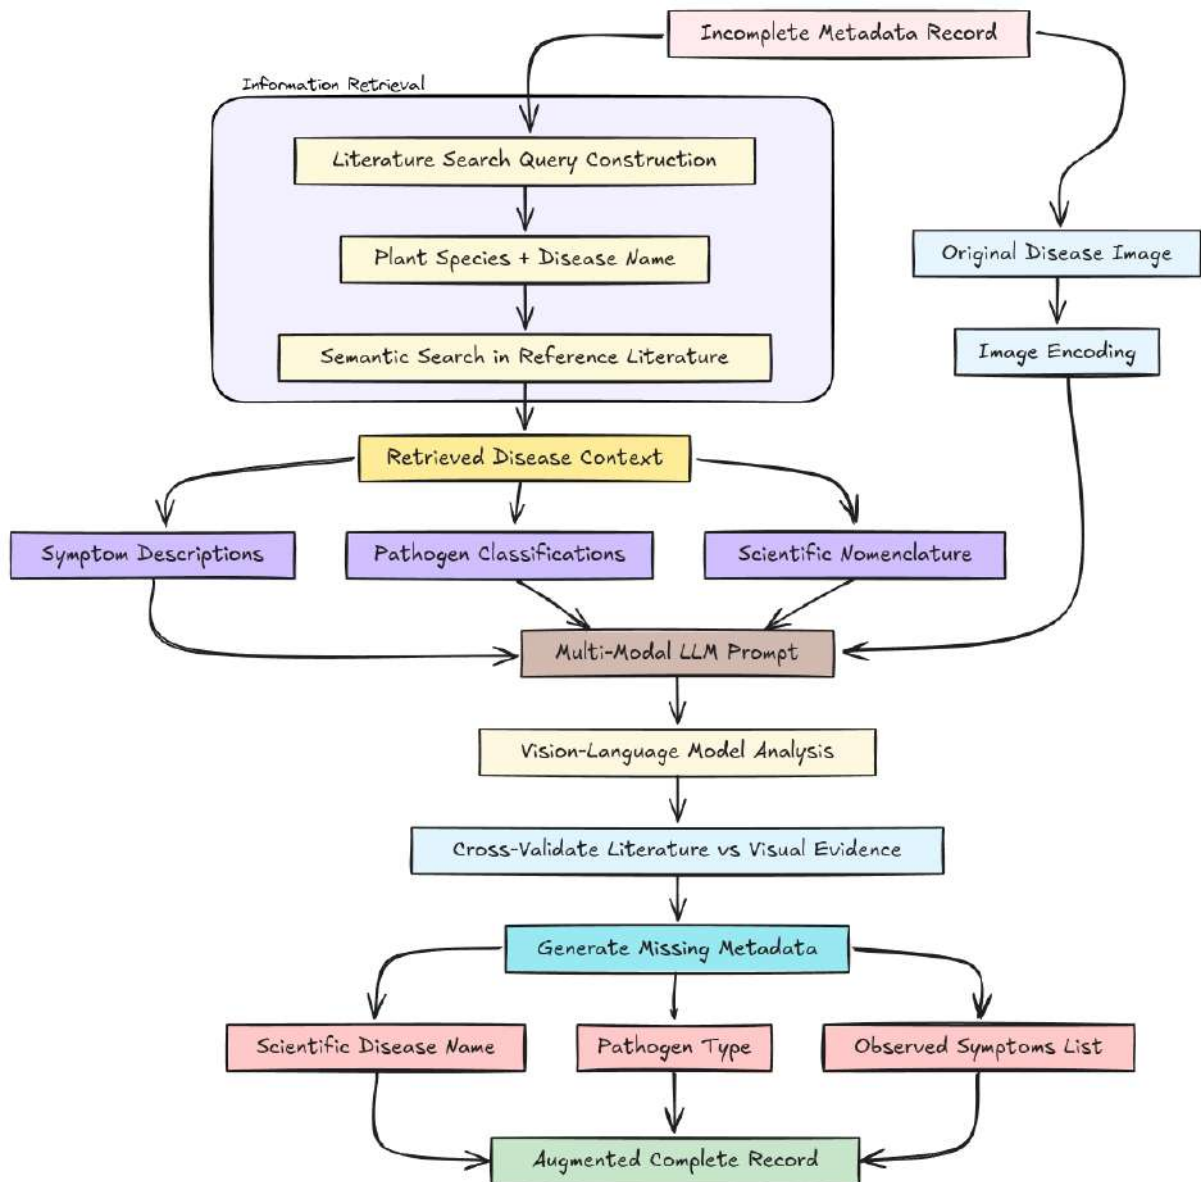 Incomplete Metadata Record
Information Retrieval
Literature Search Query Construction
Plant Species + Disease Name
Original Disease Image
Semantic Search in Reference Literature
Image Encoding
Retrieved Disease Context
Symptom Descriptions
Pathogen Classifications
Scientific Nomenclature
Multi-Modal LLM Prompt
Vision-Language Model Analysis
Cross-Validate Literature vs Visual Evidence
Generate Missing Metadata
Scientific Disease Name
Pathogen Type
Observed Symptoms List
Augmented Complete Record